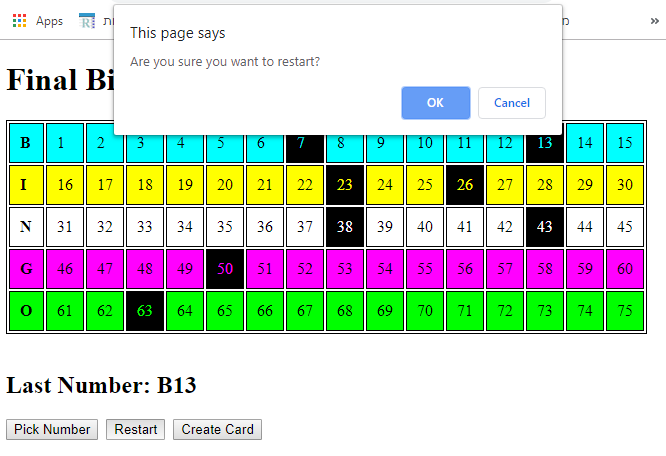 Apps
This page says
Are you sure you want to restart?
OK Cancel
»
Final Bi
B 1 2 3 4 5 6 7 8 9 10 11 12 13 14 15
I 16 17 18 19 20 21 22 23 24 25 26 27 28 29 30
N 31 32 33 34 35 36 37 38 39 40 41 42 43 44 45
G 46 47 48 49 50 51 52 53 54 55 56 57 58 59 60
O 61 62 63 64 65 66 67 68 69 70 71 72 73 74 75
Last Number: B13
Pick Number Restart Create Card